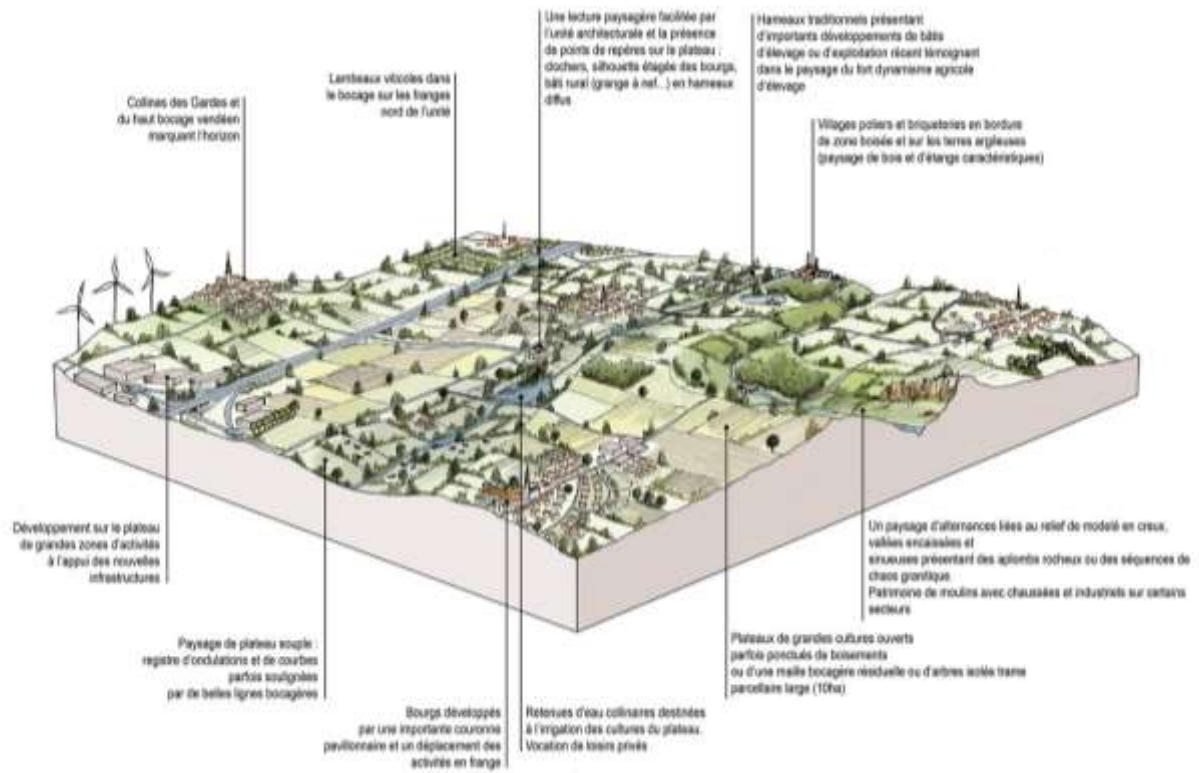 Une lecture paysagère facilitée par
l'unité architecturale et la présence
de points de repères sur le plateau :
clochers, silhouette étagée des bourgs,
bâti rural (grange à nef...) en hameaux
diffus
Hameaux traditionnels présentant
d'importants développements de bâtis
d'élevage ou d'exploitation récent témoignant
dans le paysage du fort dynamisme agricole
d'élevage
Lambeaux viticoles dans
le bocage sur les franges
nord de l'unité
Collines des Gardes et
du haut bocage vendéen
marquant l'horizon
Villages potiers et briqueteries en bordure
de zone boisée et sur les terres argileuses
(paysage de bois et d'étangs caractéristiques)
Développement sur le plateau
de grandes zones d'activités
à l'appui des nouvelles
infrastructures
Un paysage d'alternances liées au relief de modelé en creux,
vallées encaissées et
sinueuses présentant des aplombs rocheux ou des séquences de
chaos granitique.
Patrimoine de moulins avec chaussées et industriels sur certains
secteurs
Paysage de plateau souple :
registre d'ondulations et de courbes
parfois soulignées
par de belles lignes bocagères
Plateaux de grandes cultures ouverts
parfois ponctués de boisements
ou d'une maille bocagère résiduelle ou d'arbres isolés trame
parcellaire large (10ha)
Bourgs développés
par une importante couronne
pavillonnaire et un déplacement des
activités en frange
Retenues d'eau collinaires destinées
à l'irrigation des cultures du plateau.
Vocation de loisirs privés